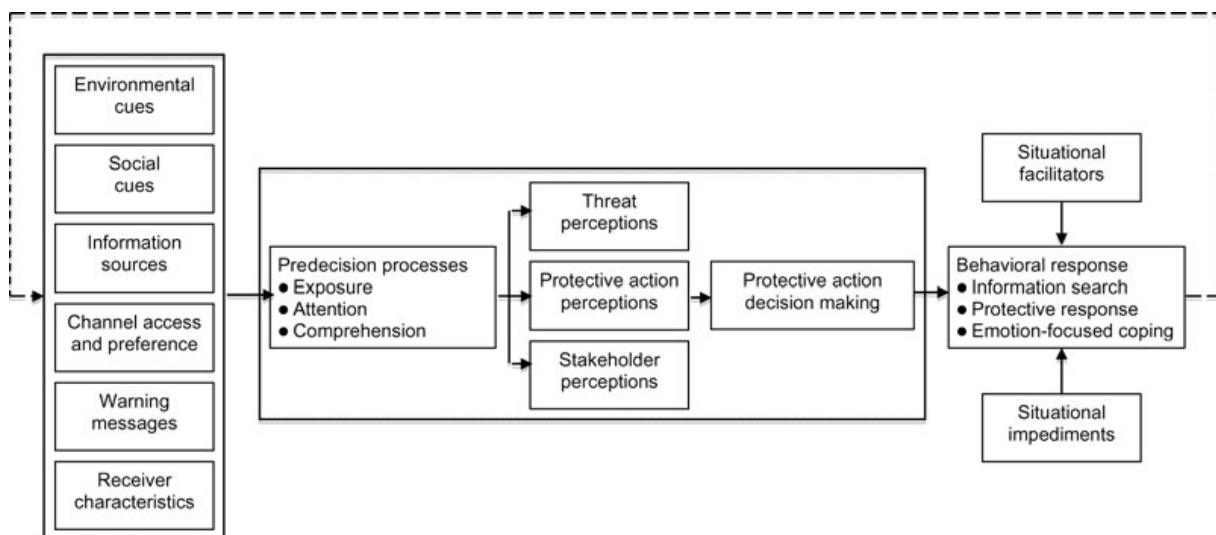 Environmental
cues
Social
cues
Information
sources
Channel access
and preference
Warning
messages
Receiver
characteristics
Predecision processes
● Exposure
● Attention
● Comprehension
Threat
perceptions
Protective action
perceptions
Stakeholder
perceptions
Protective action
decision making
Situational
facilitators
Behavioral response
● Information search
● Protective response
● Emotion-focused coping
Situational
impediments